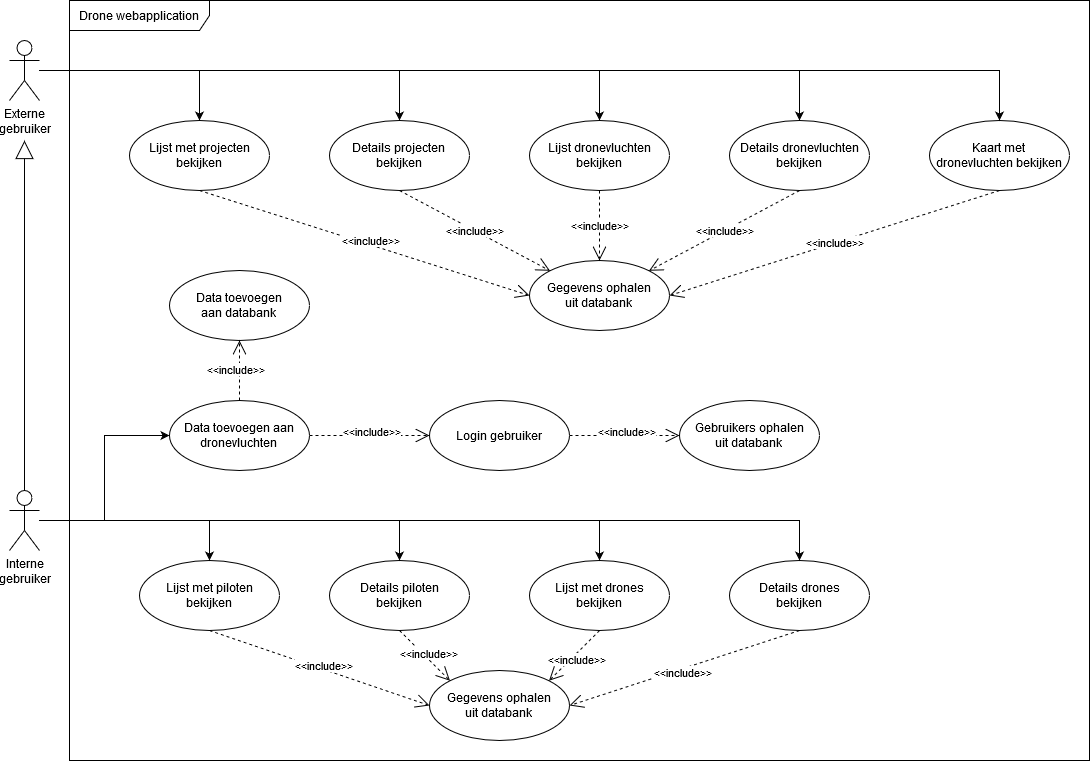 Drone webapplication
Externe
gebruiker
Lijst met projecten
bekijken
Details projecten
bekijken
Lijst dronevluchten
bekijken
Details dronevluchten
bekijken
Kaart met
dronevluchten bekijken
<<include>>
<<include>>
<<include>>
<<include>>
<<include>>
Gegevens ophalen
uit databank
Data toevoegen
aan databank
<<include>>
Data toevoegen aan
dronevluchten
<<include>>
Login gebruiker
<<include>>
Gebruikers ophalen
uit databank
Interne
gebruiker
Lijst met piloten
bekijken
Details piloten
bekijken
Lijst met drones
bekijken
Details drones
bekijken
<<include>>
<<include>>
<<include>>
<<include>>
Gegevens ophalen
uit databank